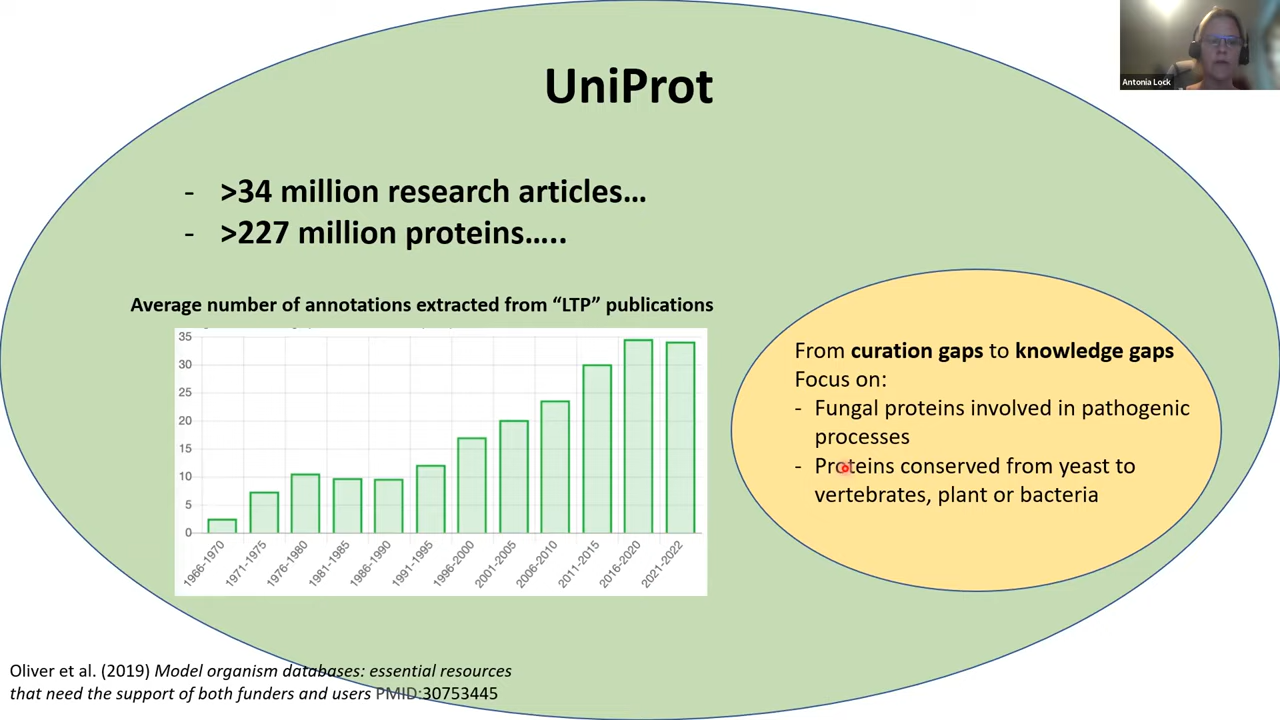 UniProt
Antonia Lock
- >34 million research articles…
- >227 million proteins…..
Average number of annotations extracted from “LTP” publications
35
30
25
20
15
10
5
0
1966-1970
1971-1975
1976-1980
1981-1985
1986-1990
1991-1995
1996-2000
2001-2005
2006-2010
2011-2015
2016-2020
2021-2022
From curation gaps to knowledge gaps
Focus on:
- Fungal proteins involved in pathogenic
processes
- Proteins conserved from yeast to
vertebrates, plant or bacteria
Oliver et al. (2019) Model organism databases: essential resources
that need the support of both funders and users PMID:30753445